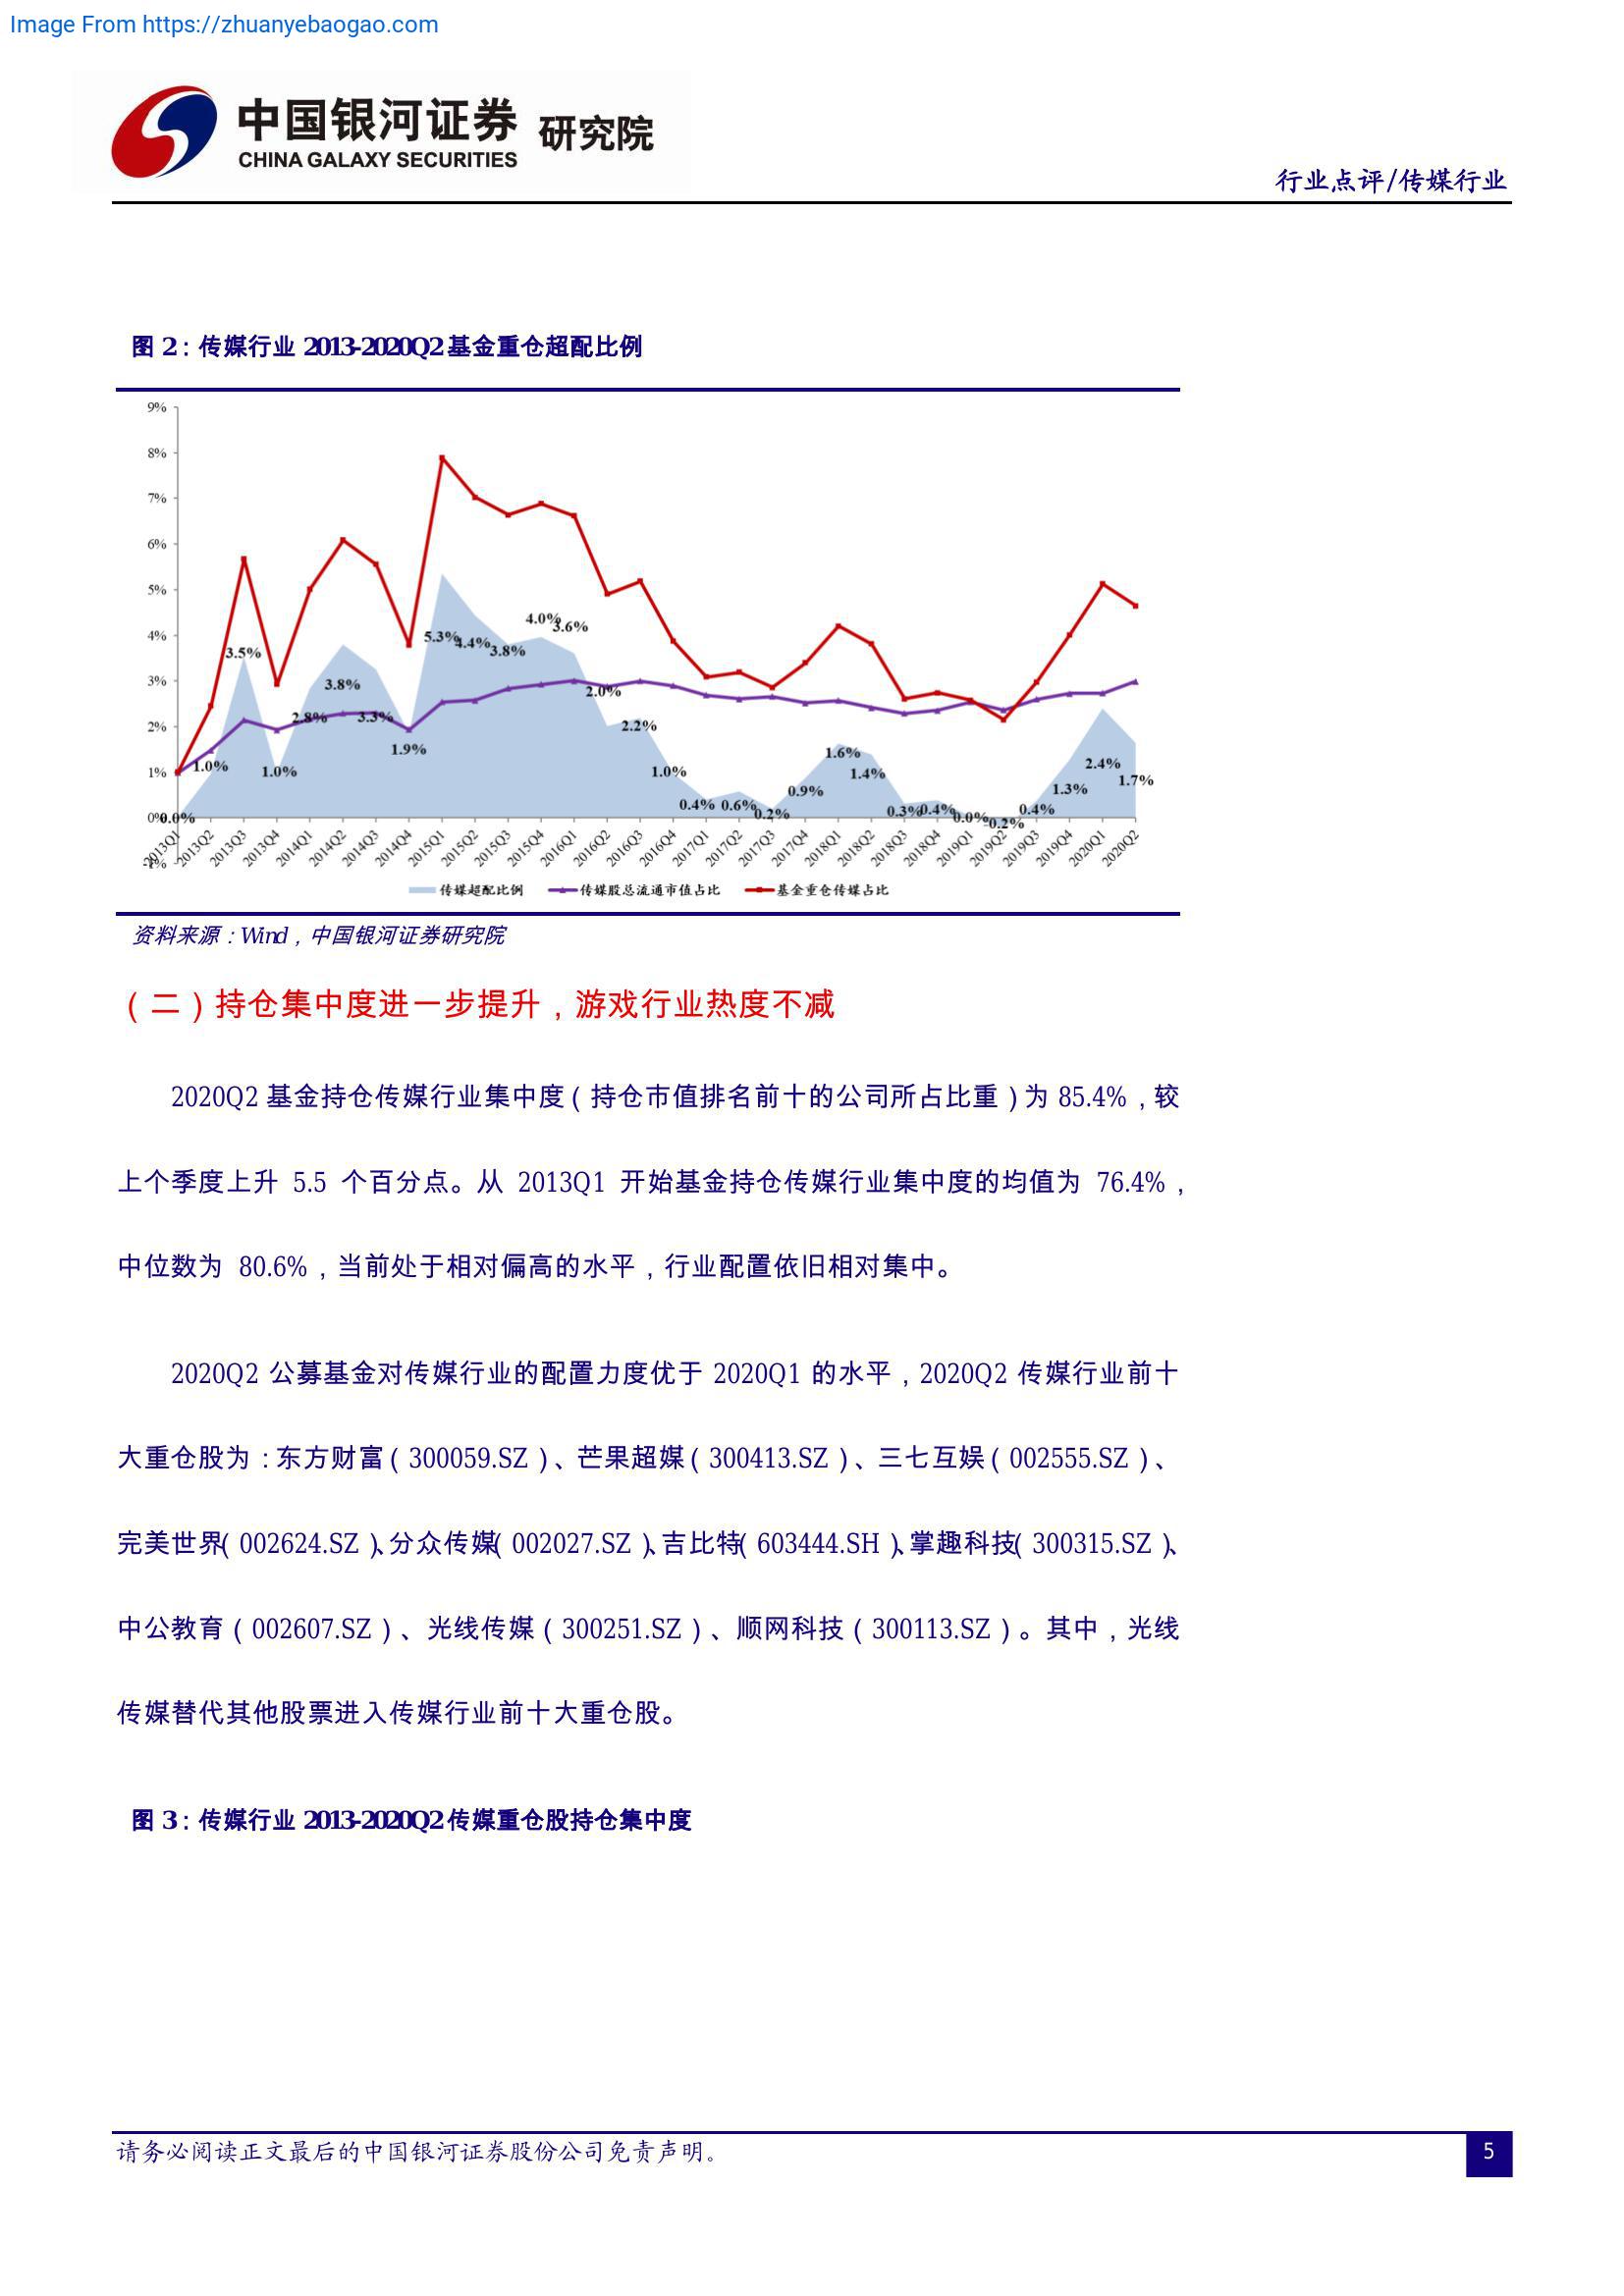 Image From https://zhuanyebaogao.com
中国银河证券 研究院
CHINA GALAXY SECURITIES
行业点评/传媒行业
图 2：传媒行业 2013-2020Q2 基金重仓超配比例
9%
8%
7%
6%
5%
4%
3%
2%
1%
0%
-1%
0.0%
1.0%
3.5%
1.0%
2.8%
3.8%
3.3%
1.9%
5.3%
4.4%
3.8%
4.0%
3.6%
2.0%
2.2%
1.0%
0.4%
0.6%
0.2%
0.9%
1.6%
1.4%
0.3%
0.4%
0.0%
-0.2%
0.4%
1.3%
2.4%
1.7%
2013Q1
2013Q2
2013Q3
2013Q4
2014Q1
2014Q2
2014Q3
2014Q4
2015Q1
2015Q2
2015Q3
2015Q4
2016Q1
2016Q2
2016Q3
2016Q4
2017Q1
2017Q2
2017Q3
2017Q4
2018Q1
2018Q2
2018Q3
2018Q4
2019Q1
2019Q2
2019Q3
2019Q4
2020Q1
2020Q2
传媒超配比例 传媒股总流通市值占比 基金重仓传媒占比
资料来源：Wind，中国银河证券研究院
（二）持仓集中度进一步提升，游戏行业热度不减
2020Q2 基金持仓传媒行业集中度（持仓市值排名前十的公司所占比重）为 85.4%，较
上个季度上升 5.5 个百分点。从 2013Q1 开始基金持仓传媒行业集中度的均值为 76.4%，
中位数为 80.6%，当前处于相对偏高的水平，行业配置依旧相对集中。
2020Q2 公募基金对传媒行业的配置力度优于 2020Q1 的水平，2020Q2 传媒行业前十
大重仓股为：东方财富（300059.SZ）、芒果超媒（300413.SZ）、三七互娱（002555.SZ）、
完美世界（002624.SZ）、分众传媒（002027.SZ）、吉比特（603444.SH）、掌趣科技（300315.SZ）、
中公教育（002607.SZ）、光线传媒（300251.SZ）、顺网科技（300113.SZ）。其中，光线
传媒替代其他股票进入传媒行业前十大重仓股。
图 3：传媒行业 2013-2020Q2 传媒重仓股持仓集中度
请务必阅读正文最后的中国银河证券股份公司免责声明。
5